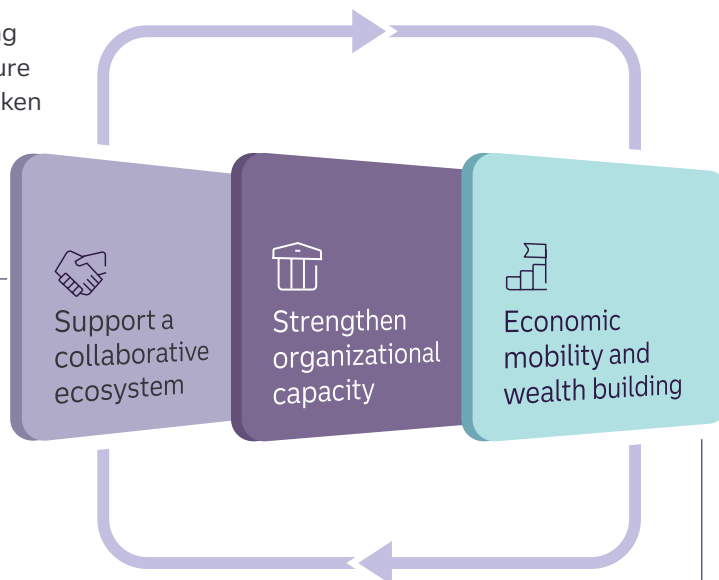 Support a
collaborative
ecosystem
Strengthen
organizational
capacity
Economic
mobility and
wealth building